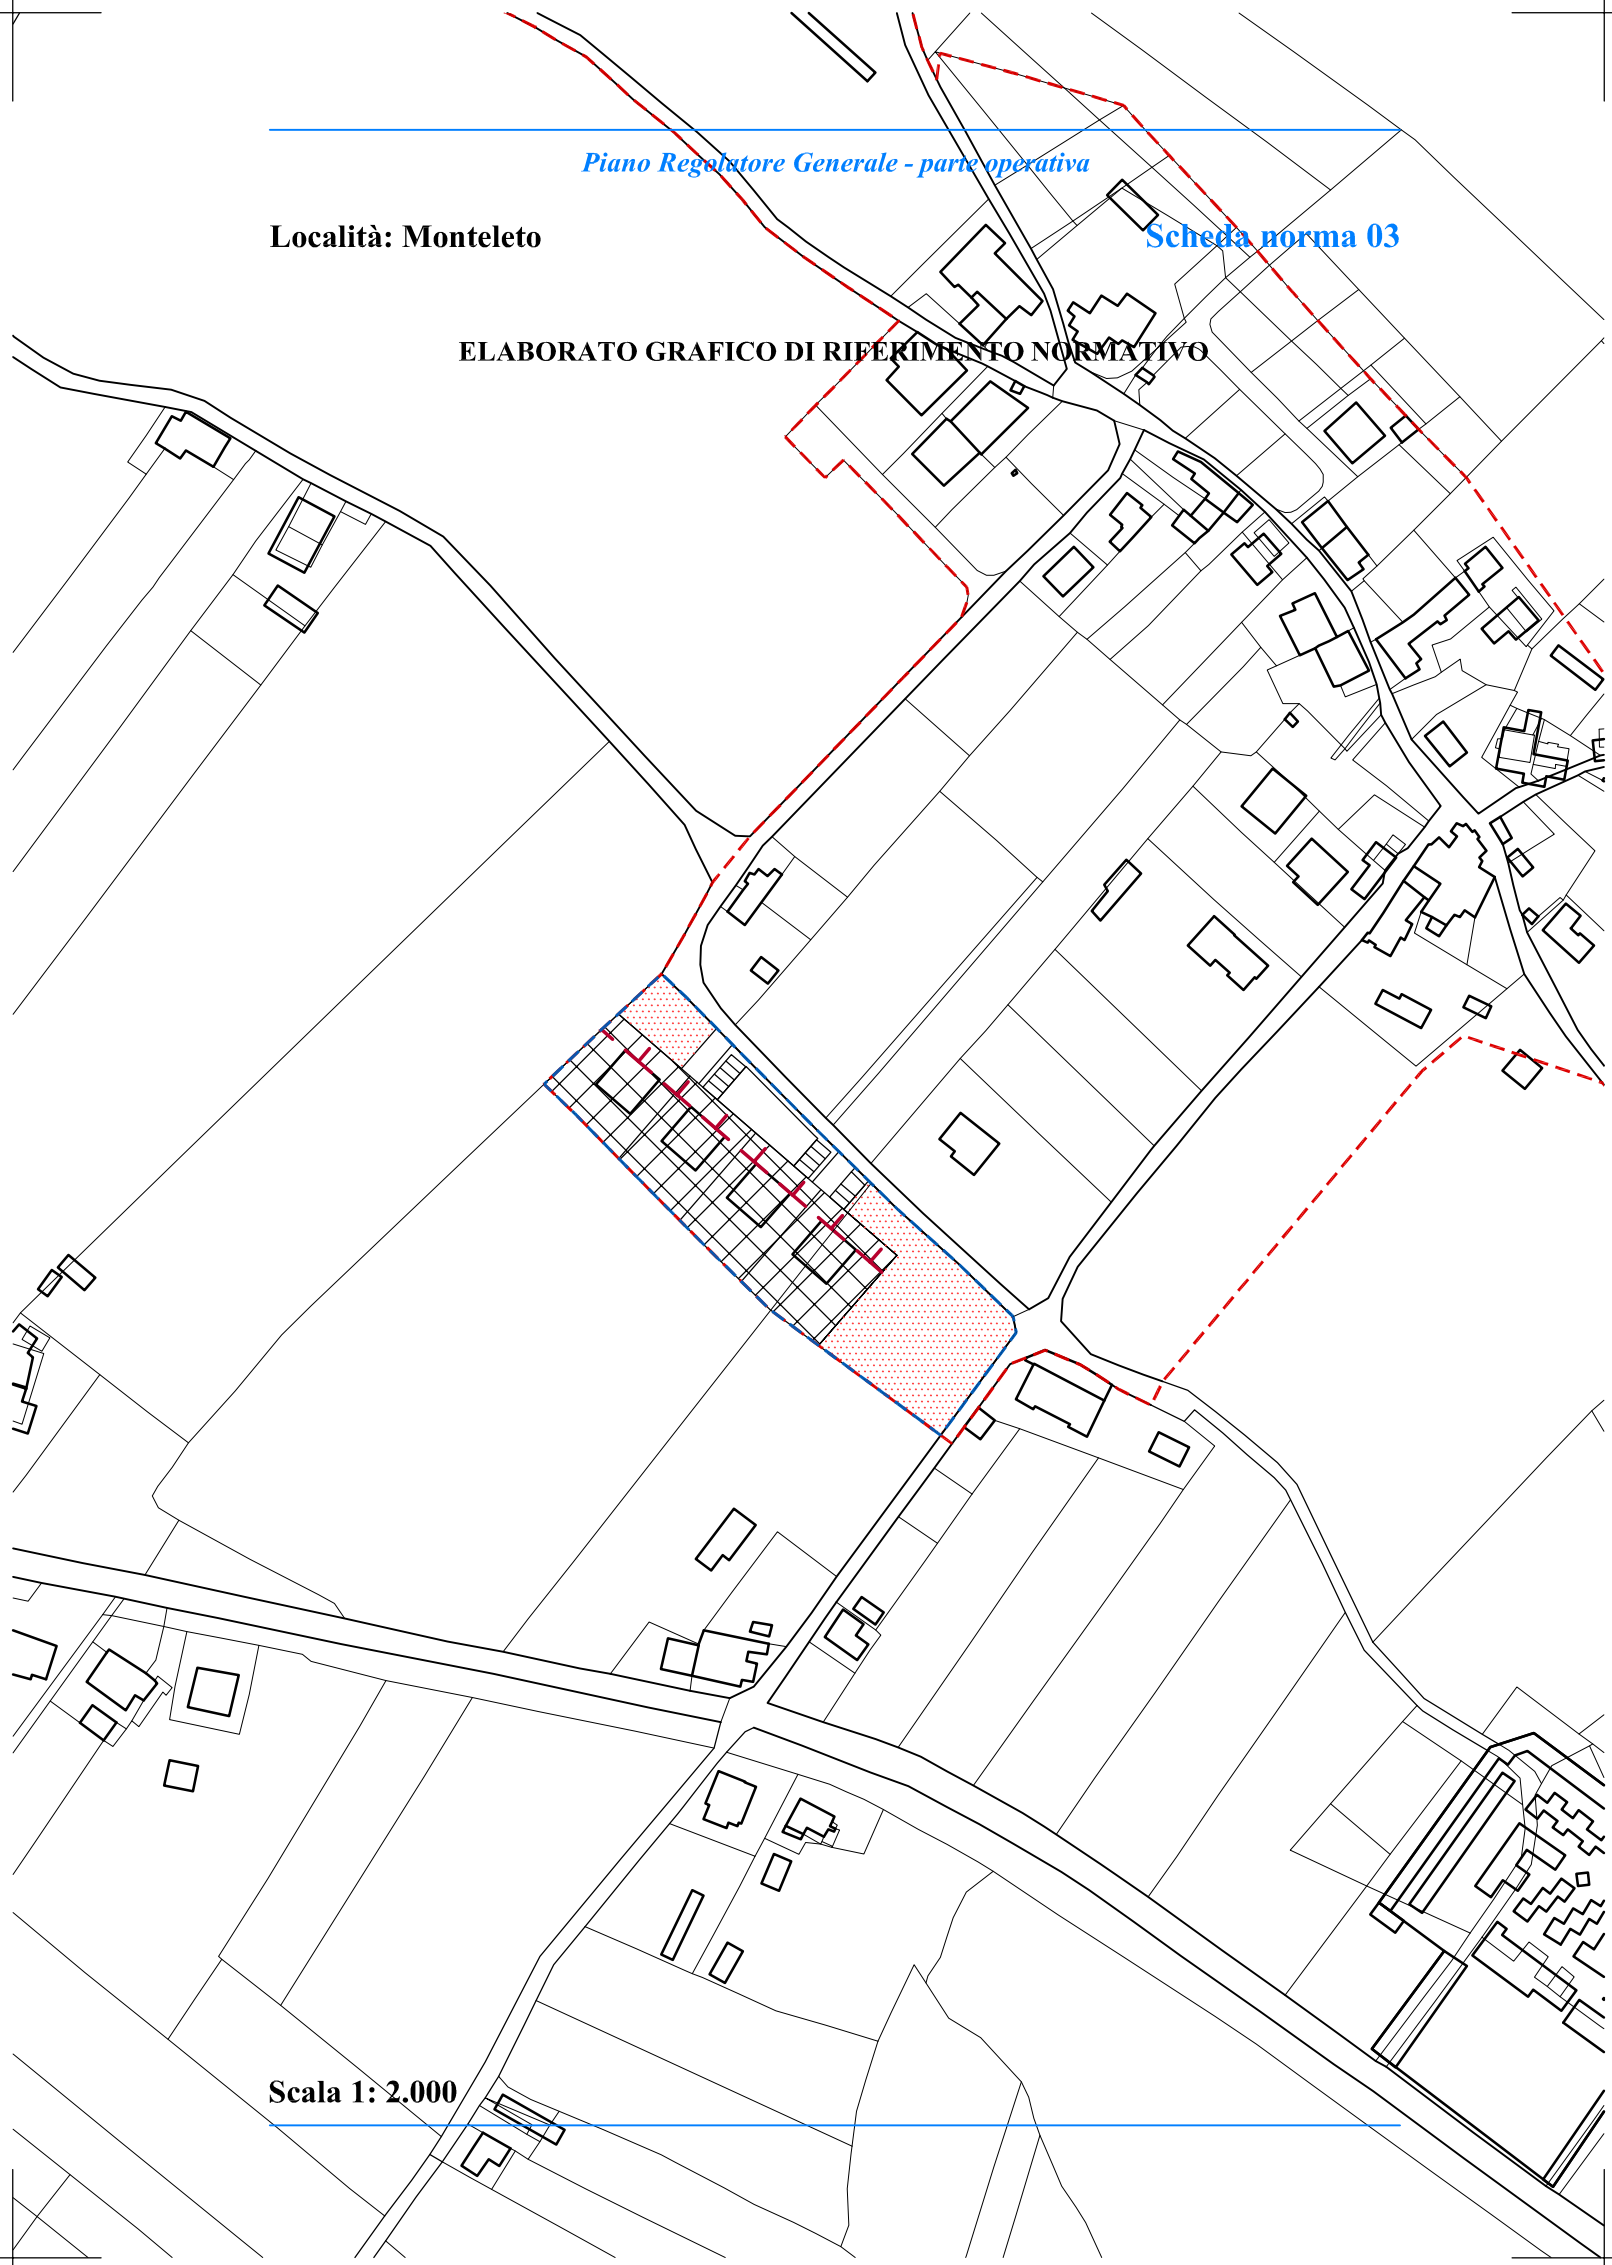 Piano Regolatore Generale - parte operativa
Località: Monteleto
Scheda norma 03
ELABORATO GRAFICO DI RIFERIMENTO NORMATIVO
Scala 1: 2.000